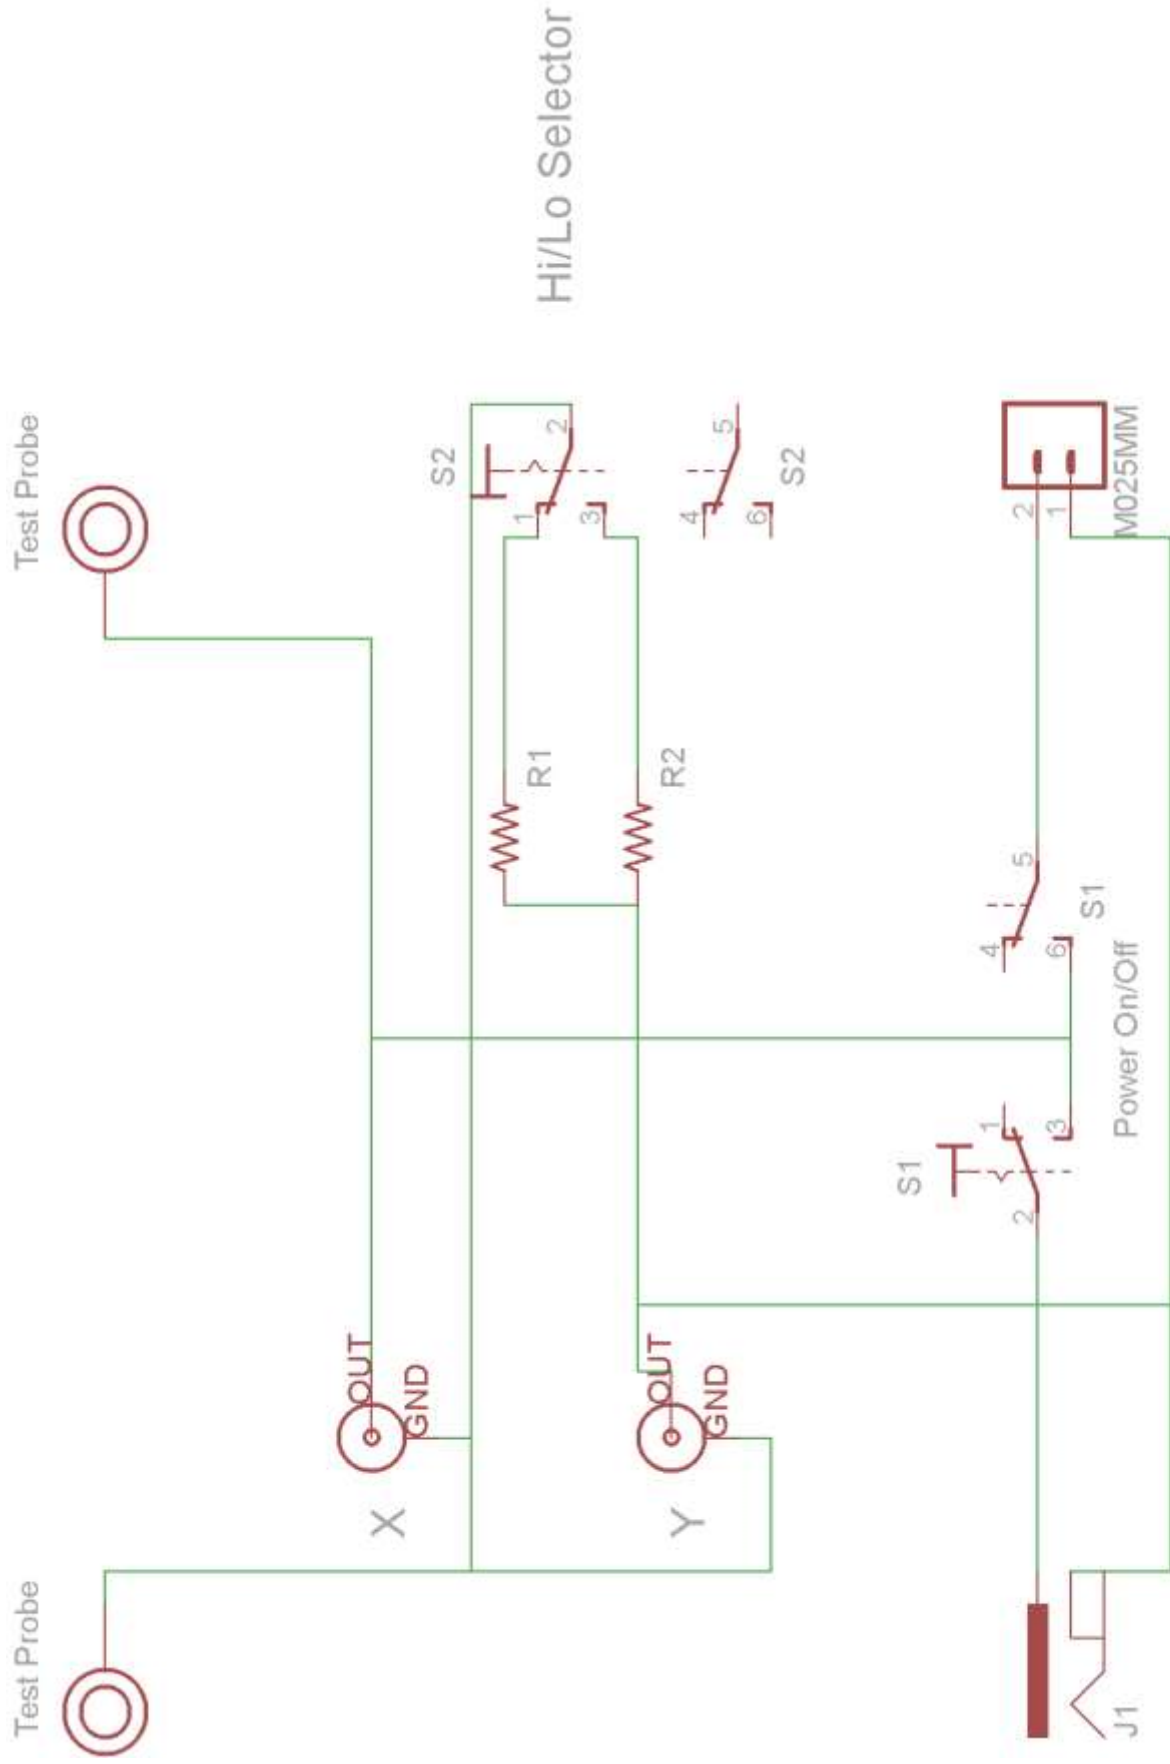 Test Probe
Test Probe
Hi/Lo Selector
S2
2
1
3
5
S2
4
6
R1
R2
OUT
GND
X
OUT
GND
Y
2
1
M025MM
5
4
6
S1
Power On/Off
S1
1
3
2
J1